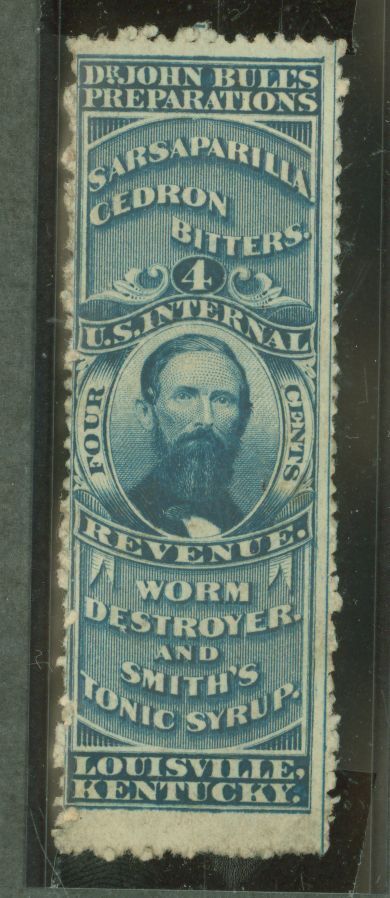 DR. JOHN BULL'S
PREPARATIONS
SARSAPARILLA
CEDRON
BITTERS.
4
U.S. INTERNAL
FOUR
CENTS
REVENUE.
WORM
DESTROYER.
AND
SMITH'S
TONIC SYRUP.
LOUISVILLE,
KENTUCKY.